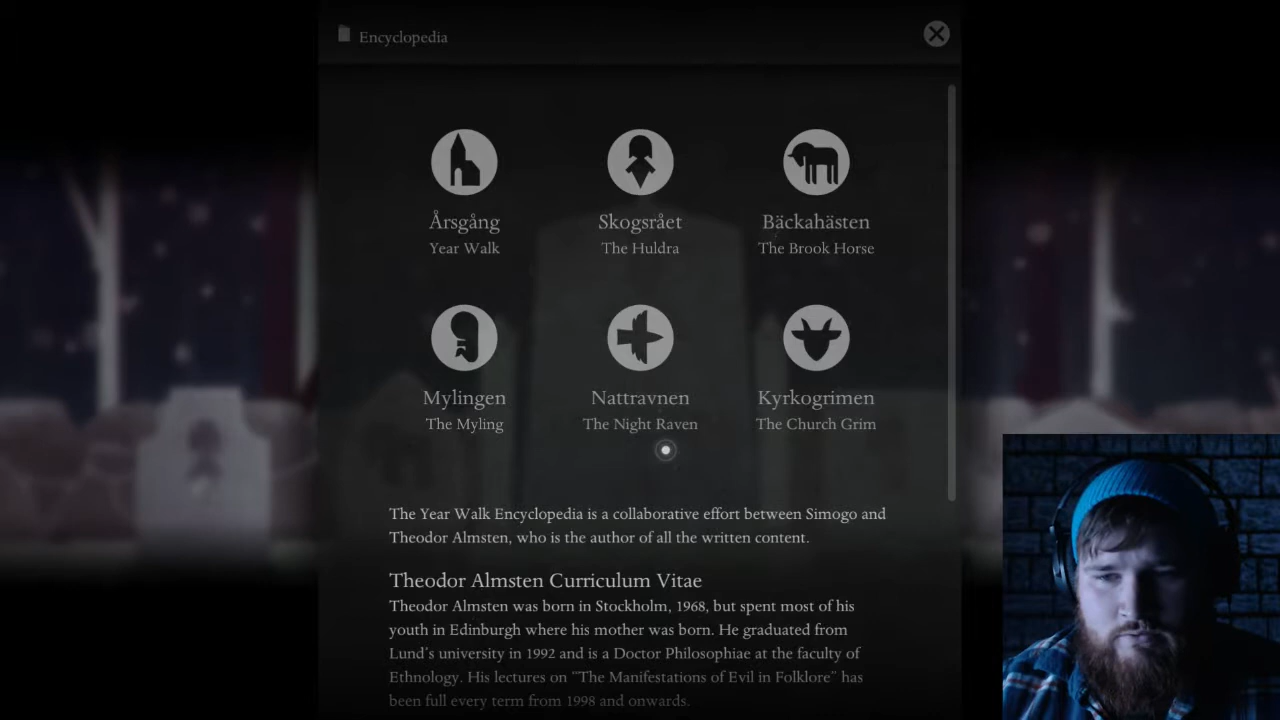 Encyclopedia
Årsgång
Year Walk
Skogsrået
The Huldra
Bäckahästen
The Brook Horse
Mylingen
The Myling
Nattravnen
The Night Raven
Kyrkogrimen
The Church Grim
The Year Walk Encyclopedia is a collaborative effort between Simogo and
Theodor Almsten, who is the author of all the written content.
Theodor Almsten Curriculum Vitae
Theodor Almsten was born in Stockholm, 1968, but spent most of his
youth in Edinburgh where his mother was born. He graduated from
Lund's university in 1992 and is a Doctor Philosophiae at the faculty of
Ethnology. His lectures on "The Manifestations of Evil in Folklore" has
been full every term from 1998 and onwards.